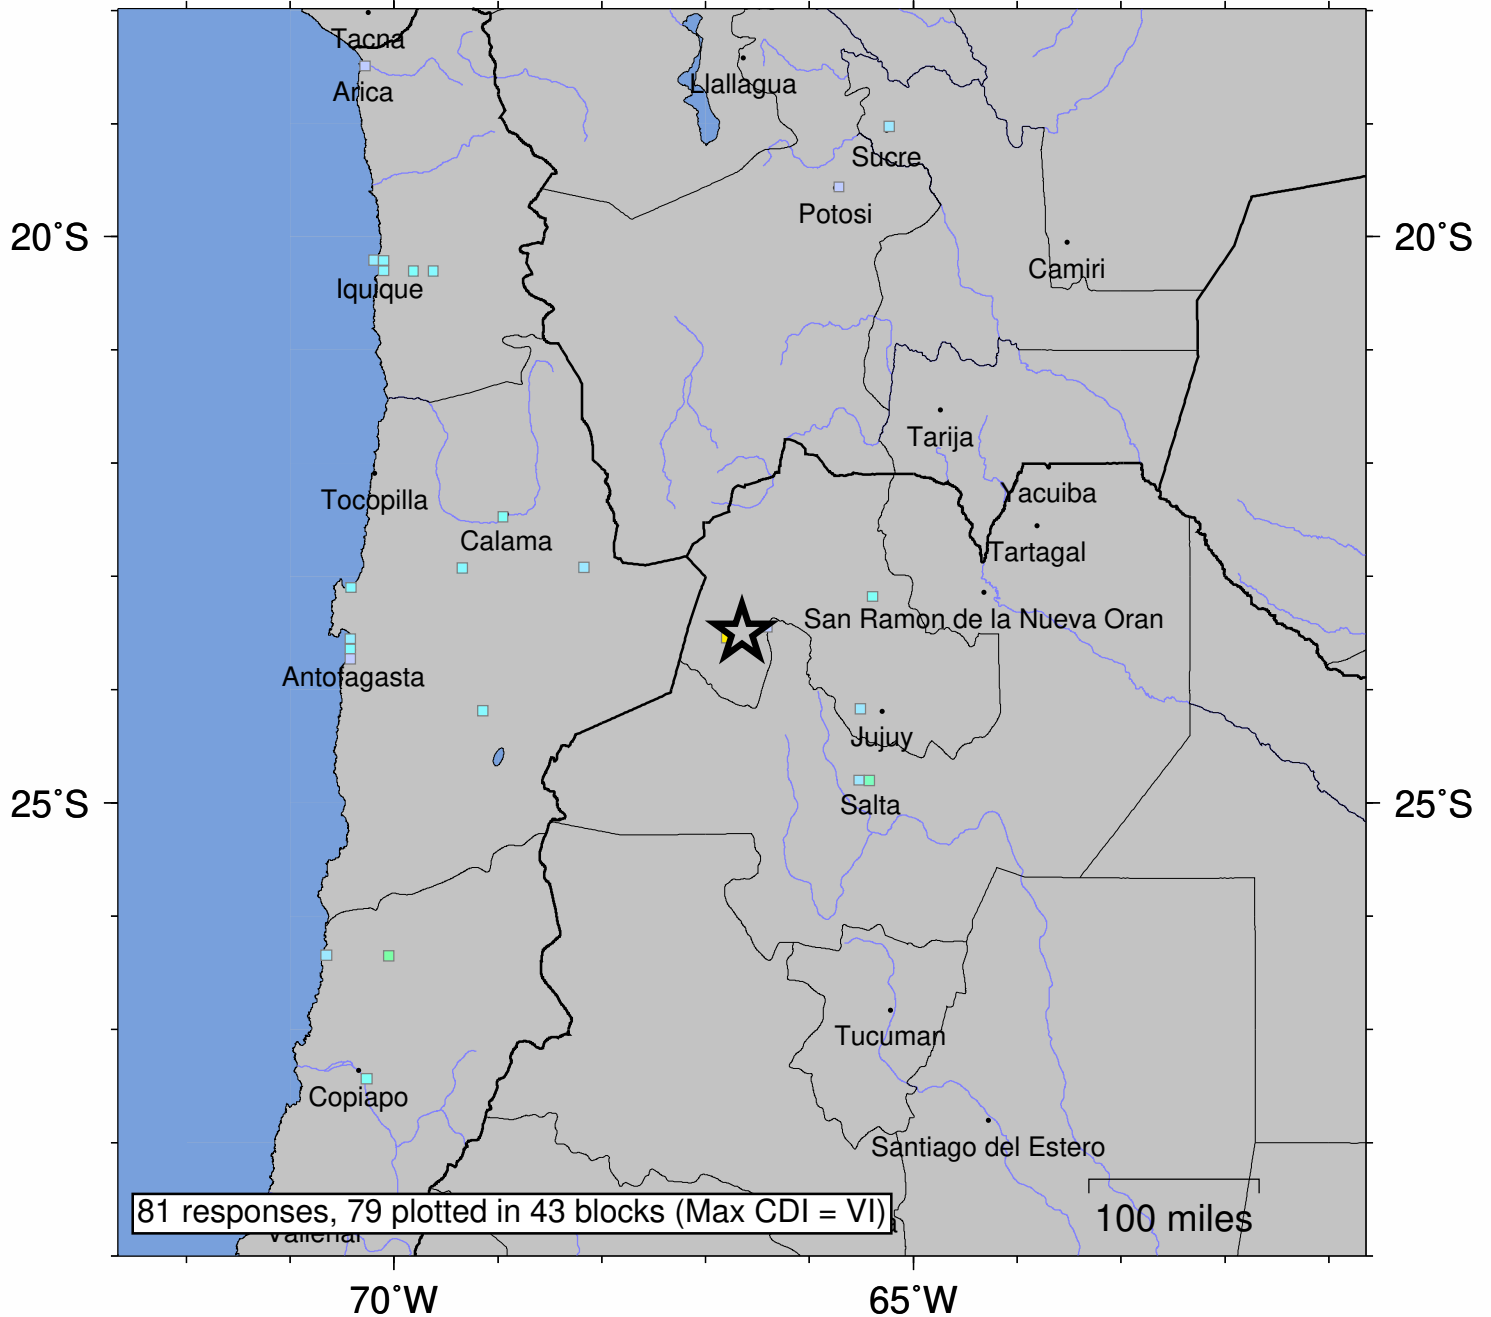 Tacna
Llallagua
Arica
Sucre
Potosi
20˚S
20˚S
Camiri
Iquique
Tarija
Yacuiba
Tocopilla
Calama
Tartagal
San Ramon de la Nueva Oran
Antofagasta
Jujuy
25˚S
Salta
25˚S
Tucuman
Copiapo
Santiago del Estero
81 responses, 79 plotted in 43 blocks (Max CDI = VI)
100 miles
Vallenar
70˚W
65˚W